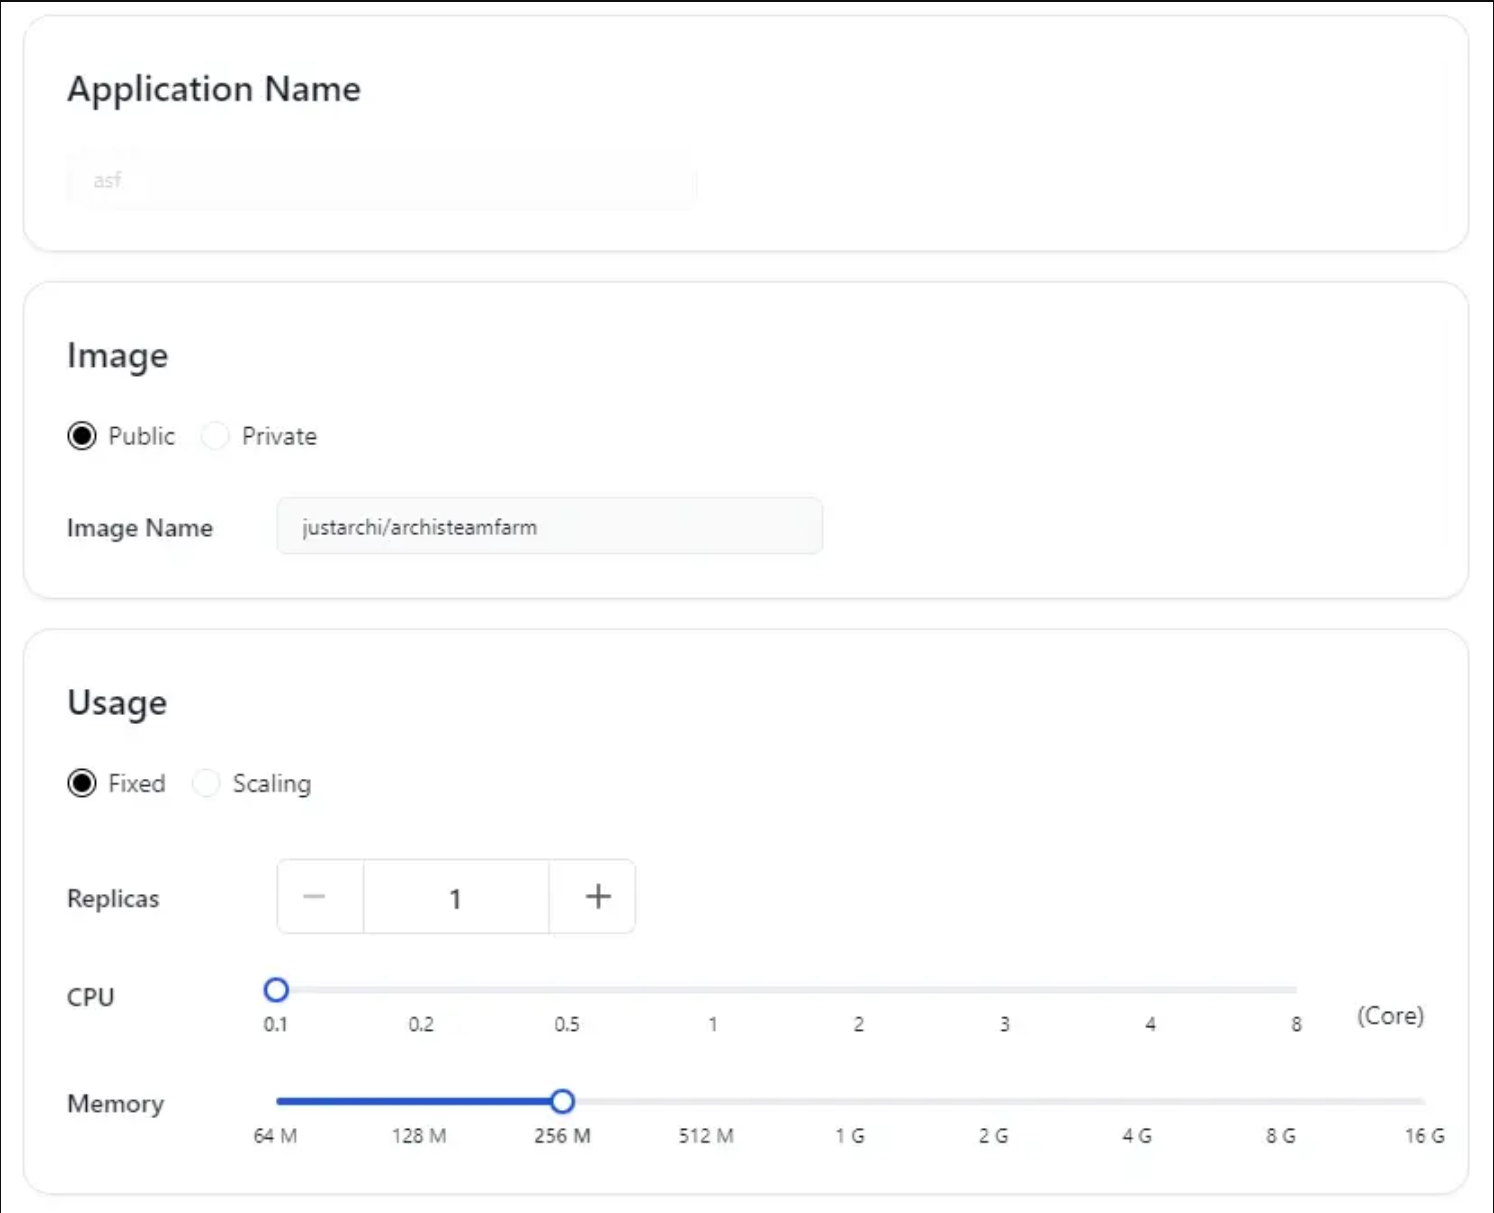 Application Name
asf
Image
Public Private
Image Name justarchi/archisteamfarm
Usage
Fixed Scaling
Replicas − 1 +
CPU
0.1 0.2 0.5 1 2 3 4 8 (Core)
Memory
64 M 128 M 256 M 512 M 1 G 2 G 4 G 8 G 16 G